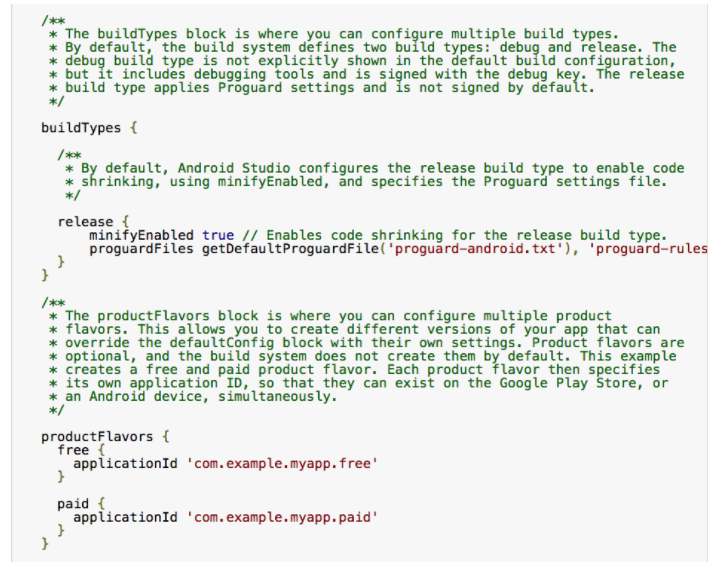 /**
* The buildTypes block is where you can configure multiple build types.
* By default, the build system defines two build types: debug and release. The
* debug build type is not explicitly shown in the default build configuration,
* but it includes debugging tools and is signed with the debug key. The release
* build type applies Proguard settings and is not signed by default.
*/
buildTypes {
/**
* By default, Android Studio configures the release build type to enable code
* shrinking, using minifyEnabled, and specifies the Proguard settings file.
*/
release {
minifyEnabled true // Enables code shrinking for the release build type.
proguardFiles getDefaultProguardFile('proguard-android.txt'), 'proguard-rules
}
}
/**
* The productFlavors block is where you can configure multiple product
* flavors. This allows you to create different versions of your app that can
* override the defaultConfig block with their own settings. Product flavors are
* optional, and the build system does not create them by default. This example
* creates a free and paid product flavor. Each product flavor then specifies
* its own application ID, so that they can exist on the Google Play Store, or
* an Android device, simultaneously.
*/
productFlavors {
free {
applicationId 'com.example.myapp.free'
}
paid {
applicationId 'com.example.myapp.paid'
}
}